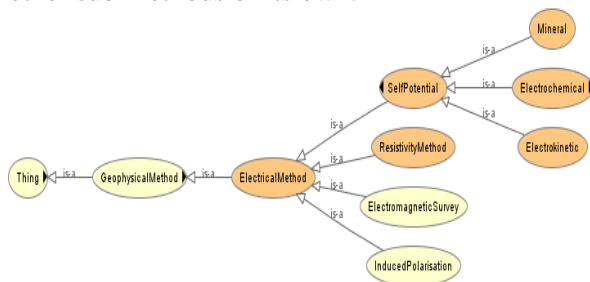 Mineral
is-a
SelfPotential
is-a
Electrochemical
is-a
is-a
ResistivityMethod
Electrokinetic
Thing
is-a
GeophysicalMethod
is-a
ElectricalMethod
is-a
is-a
ElectromagneticSurvey
is-a
InducedPolarisation